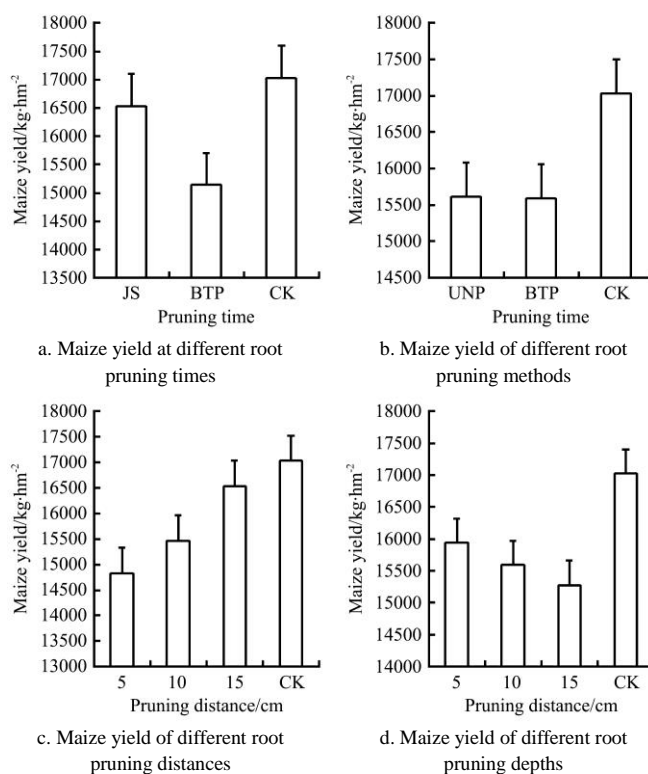 18000
17500
17000
16500
16000
15500
15000
14500
14000
13500
Maize yield/kg·hm⁻²
JS BTP CK
Pruning time
a. Maize yield at different root
pruning times
18000
17500
17000
16500
16000
15500
15000
14500
Maize yield/kg·hm⁻²
UNP BTP CK
Pruning time
b. Maize yield of different root
pruning methods
18000
17500
17000
16500
16000
15500
15000
14500
14000
13500
13000
Maize yield/kg·hm⁻²
5 10 15 CK
Pruning distance/cm
c. Maize yield of different root
pruning distances
18000
17500
17000
16500
16000
15500
15000
14500
14000
Maize yield/kg·hm⁻²
5 10 15 CK
Pruning distance/cm
d. Maize yield of different root
pruning depths